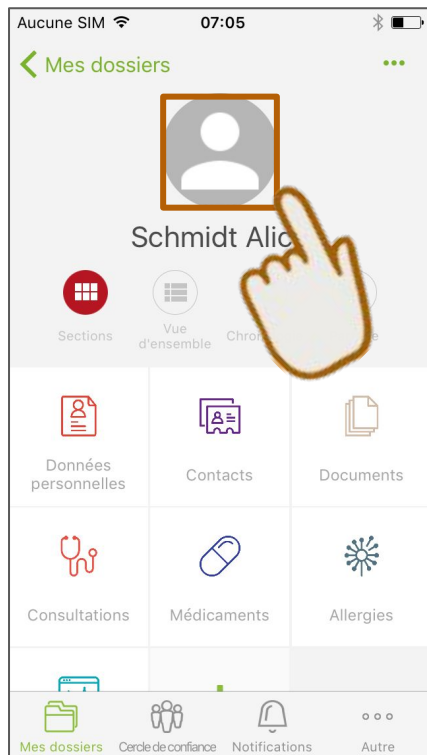 Aucune SIM 07:05
Mes dossiers
Schmidt Alic
Sections
Vue
d'ensemble
Données
personnelles
Contacts
Documents
Consultations
Médicaments
Allergies
Mes dossiers
Cercle de confiance
Notifications
Autre